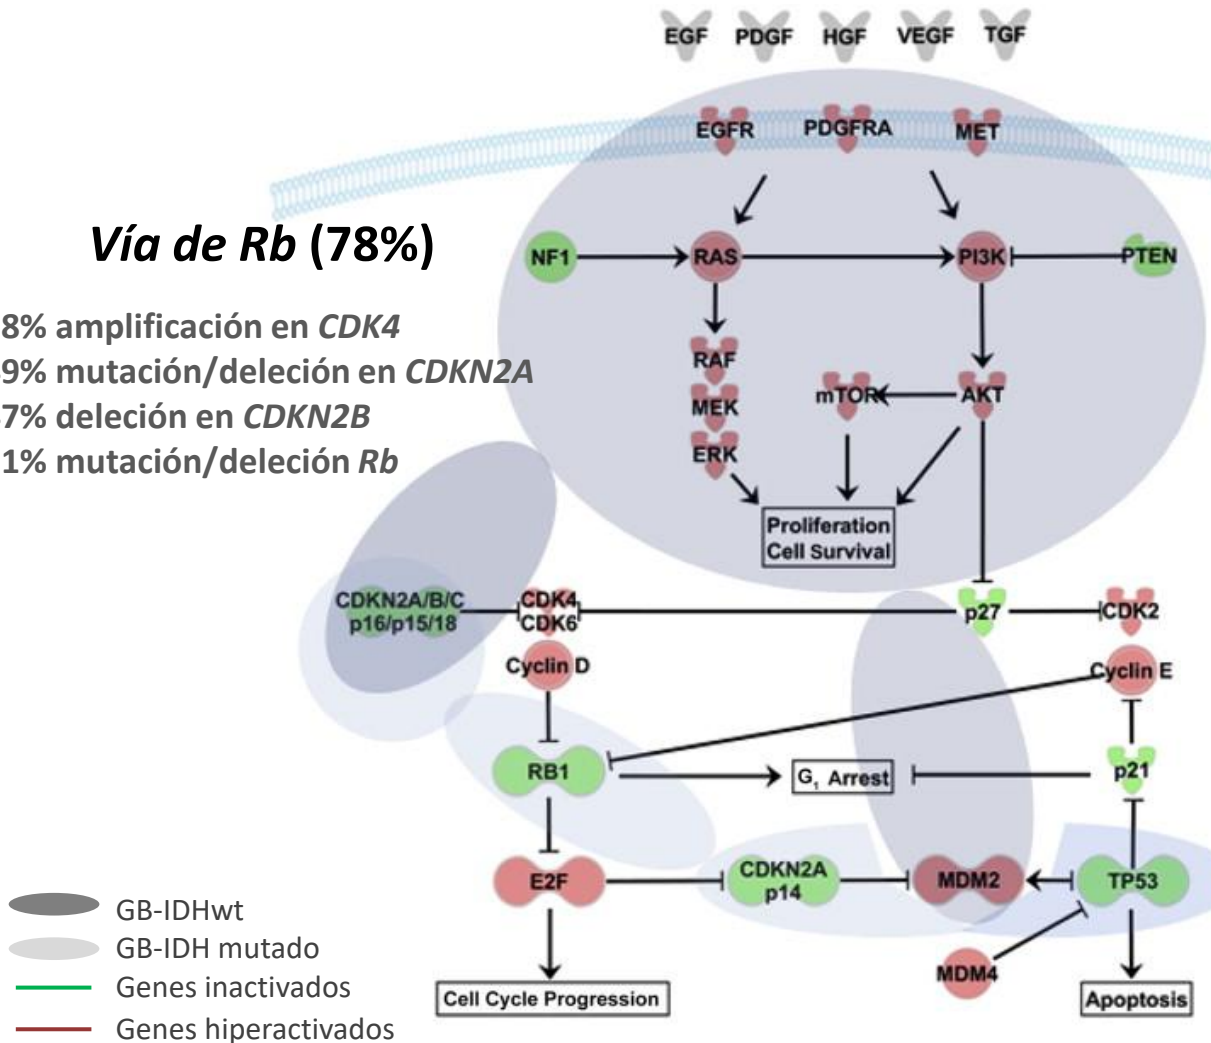 EGF PDGF HGF VEGF TGF
EGFR PDGFRA MET
Vía de Rb (78%)
NF1 RAS PI3K PTEN
8% amplificación en CDK4
9% mutación/deleción en CDKN2A
7% deleción en CDKN2B
1% mutación/deleción Rb
RAF
MEK
ERK
mTOR AKT
Proliferation
Cell Survival
CDKN2A/B/C
p16/p15/18
CDK4
CDK6
p27 CDK2
Cyclin D
Cyclin E
RB1
G1 Arrest
p21
E2F
CDKN2A
p14
MDM2
TP53
MDM4
Cell Cycle Progression
Apoptosis
GB-IDHwt
GB-IDH mutado
Genes inactivados
Genes hiperactivados